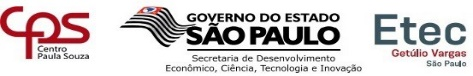 CPS
Centro
Paula Souza
GOVERNO DO ESTADO
SÃO PAULO
Secretaria de Desenvolvimento
Econômico, Ciência, Tecnologia e Inovação
Etec
Getúlio Vargas
São Paulo